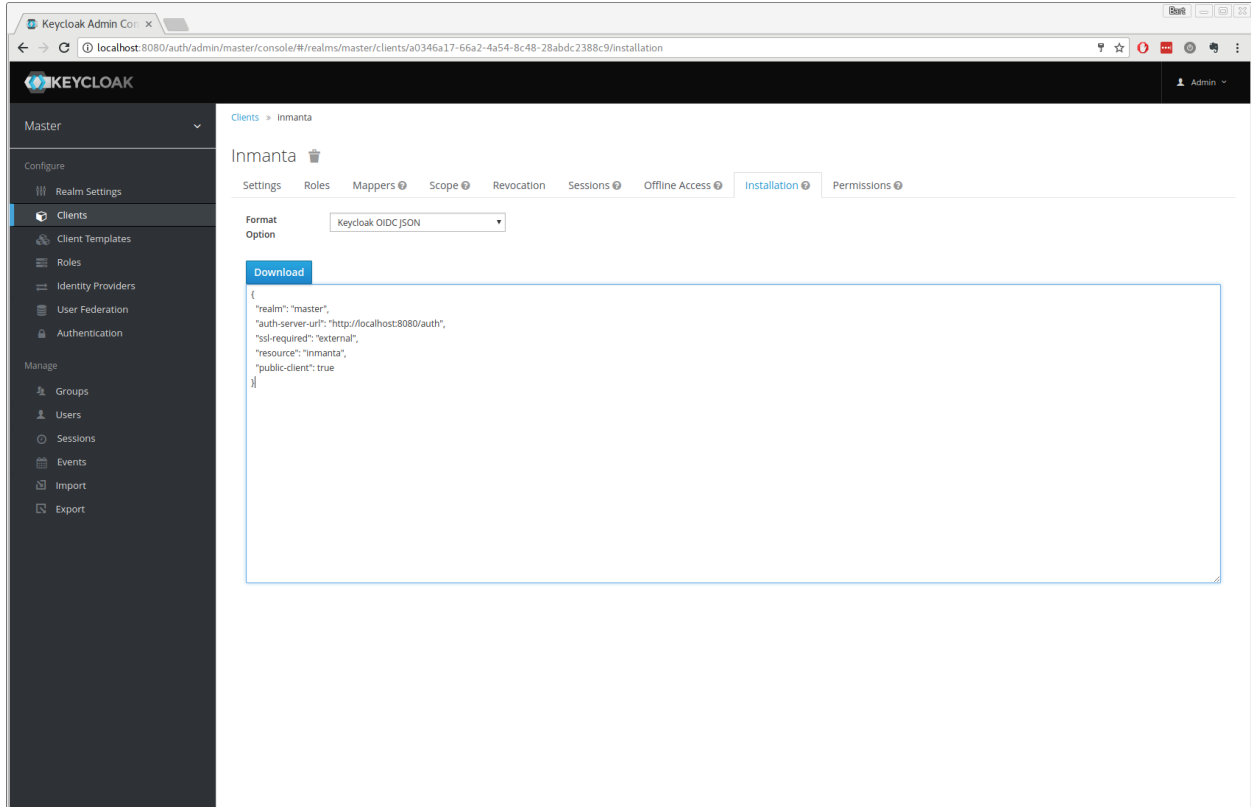 Keycloak Admin Con
Bart
localhost:8080/auth/admin/master/console/#/realms/master/clients/a0346a17-66a2-4a54-8c48-28abdc2388c9/installation
KEYCLOAK
Admin
Master
Configure
Realm Settings
Clients
Client Templates
Roles
Identity Providers
User Federation
Authentication
Manage
Groups
Users
Sessions
Events
Import
Export
Clients » inmanta
Inmanta
Settings Roles Mappers Scope Revocation Sessions Offline Access Installation Permissions
Format
Option
Keycloak OIDC JSON
Download
{
"realm": "master",
"auth-server-url": "http://localhost:8080/auth",
"ssl-required": "external",
"resource": "inmanta",
"public-client": true
}